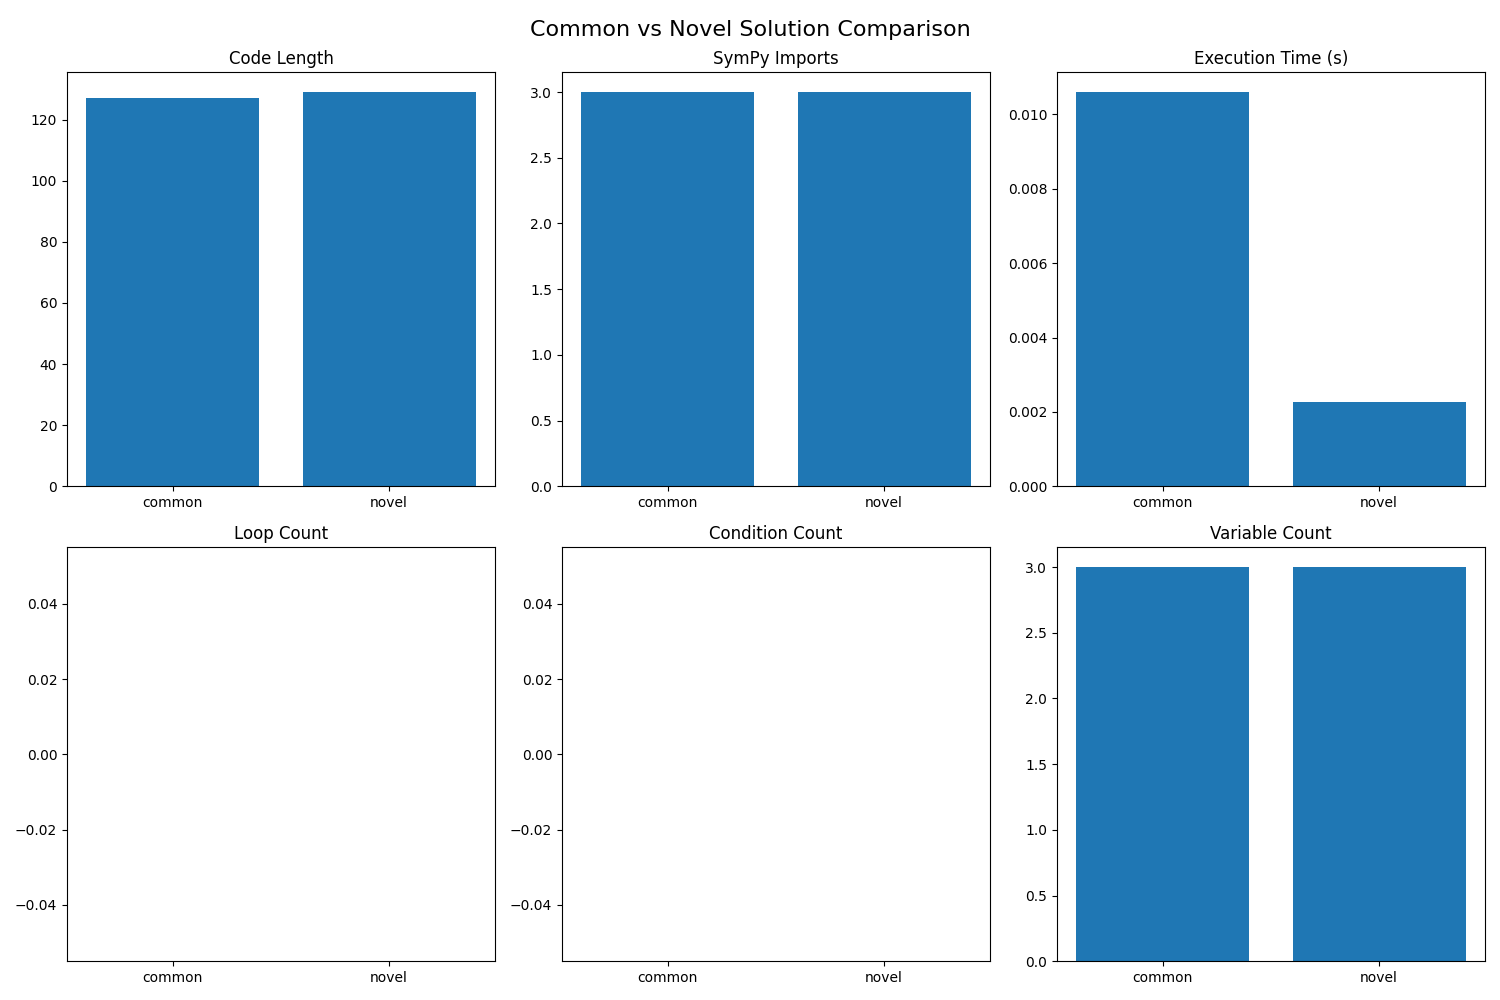 Common vs Novel Solution Comparison
Code Length
120
100
80
60
40
20
0
common novel
SymPy Imports
3.0
2.5
2.0
1.5
1.0
0.5
0.0
common novel
Execution Time (s)
0.010
0.008
0.006
0.004
0.002
0.000
common novel
Loop Count
0.04
0.02
0.00
−0.02
−0.04
common novel
Condition Count
0.04
0.02
0.00
−0.02
−0.04
common novel
Variable Count
3.0
2.5
2.0
1.5
1.0
0.5
0.0
common novel